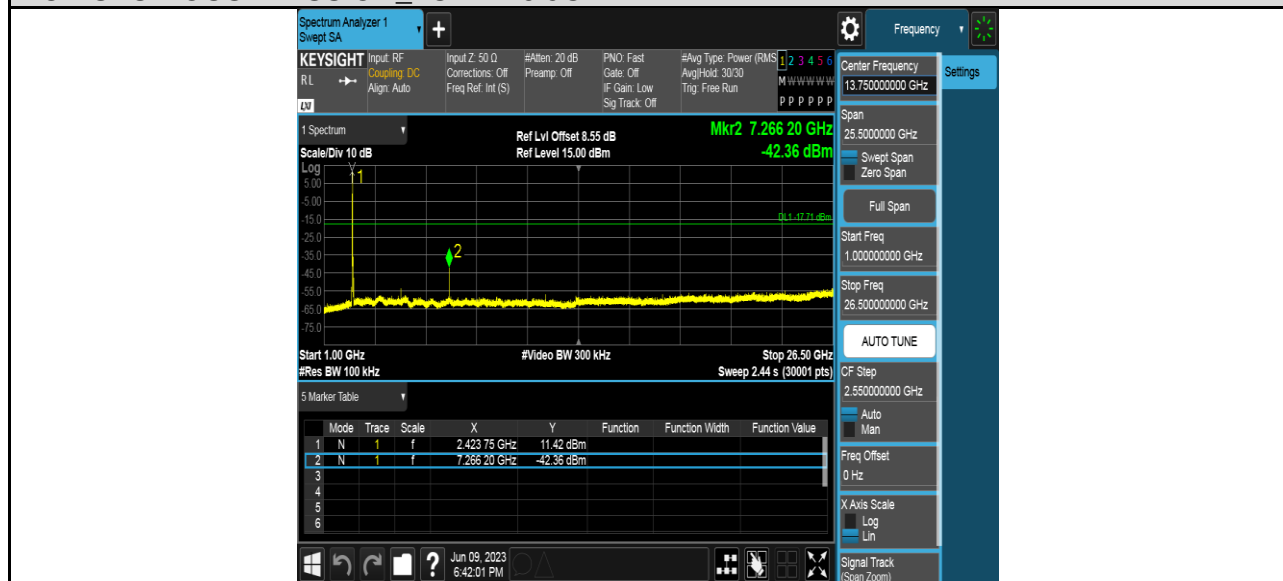 Spectrum Analyzer 1
Swept SA
+
Frequency
KEYSIGHT
RL
LXI
Input: RF
Coupling: DC
Align: Auto
Input Z: 50 Ω
Corrections: Off
Freq Ref: Int (S)
#Atten: 20 dB
Preamp: Off
PNO: Fast
Gate: Off
IF Gain: Low
Sig Track: Off
#Avg Type: Power (RMS
Avg|Hold: 30/30
Trig: Free Run
1 2 3 4 5 6
M W W W W W
P P P P P P
1 Spectrum
Scale/Div 10 dB
Ref Lvl Offset 8.55 dB
Ref Level 15.00 dBm
Mkr2 7.266 20 GHz
-42.36 dBm
Log
5.00
-5.00
-15.0
-25.0
-35.0
-45.0
-55.0
-65.0
-75.0
1
2
DL1 -17.71 dBm
Start 1.00 GHz
#Res BW 100 kHz
#Video BW 300 kHz
Stop 26.50 GHz
Sweep 2.44 s (30001 pts)
5 Marker Table
Mode Trace Scale X Y Function Function Width Function Value
1 N 1 f 2.423 75 GHz 11.42 dBm
2 N 1 f 7.266 20 GHz -42.36 dBm
3
4
5
6
?
Jun 09, 2023
6:42:01 PM
Center Frequency
13.750000000 GHz
Settings
Span
25.5000000 GHz
Swept Span
Zero Span
Full Span
Start Freq
1.000000000 GHz
Stop Freq
26.500000000 GHz
AUTO TUNE
CF Step
2.550000000 GHz
Auto
Man
Freq Offset
0 Hz
X Axis Scale
Log
Lin
Signal Track
(Span Zoom)